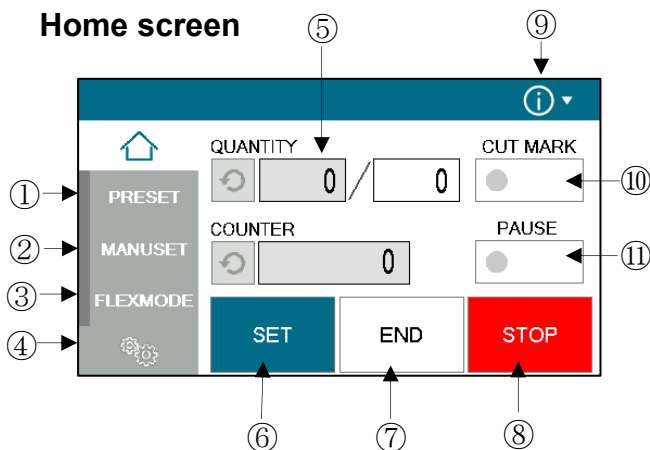 Home screen
⑤
⑨
QUANTITY
CUT MARK
0 / 0
⑩
① PRESET
COUNTER
PAUSE
② MANUSET
0
⑪
③ FLEXMODE
④
SET
END
STOP
⑥
⑦
⑧